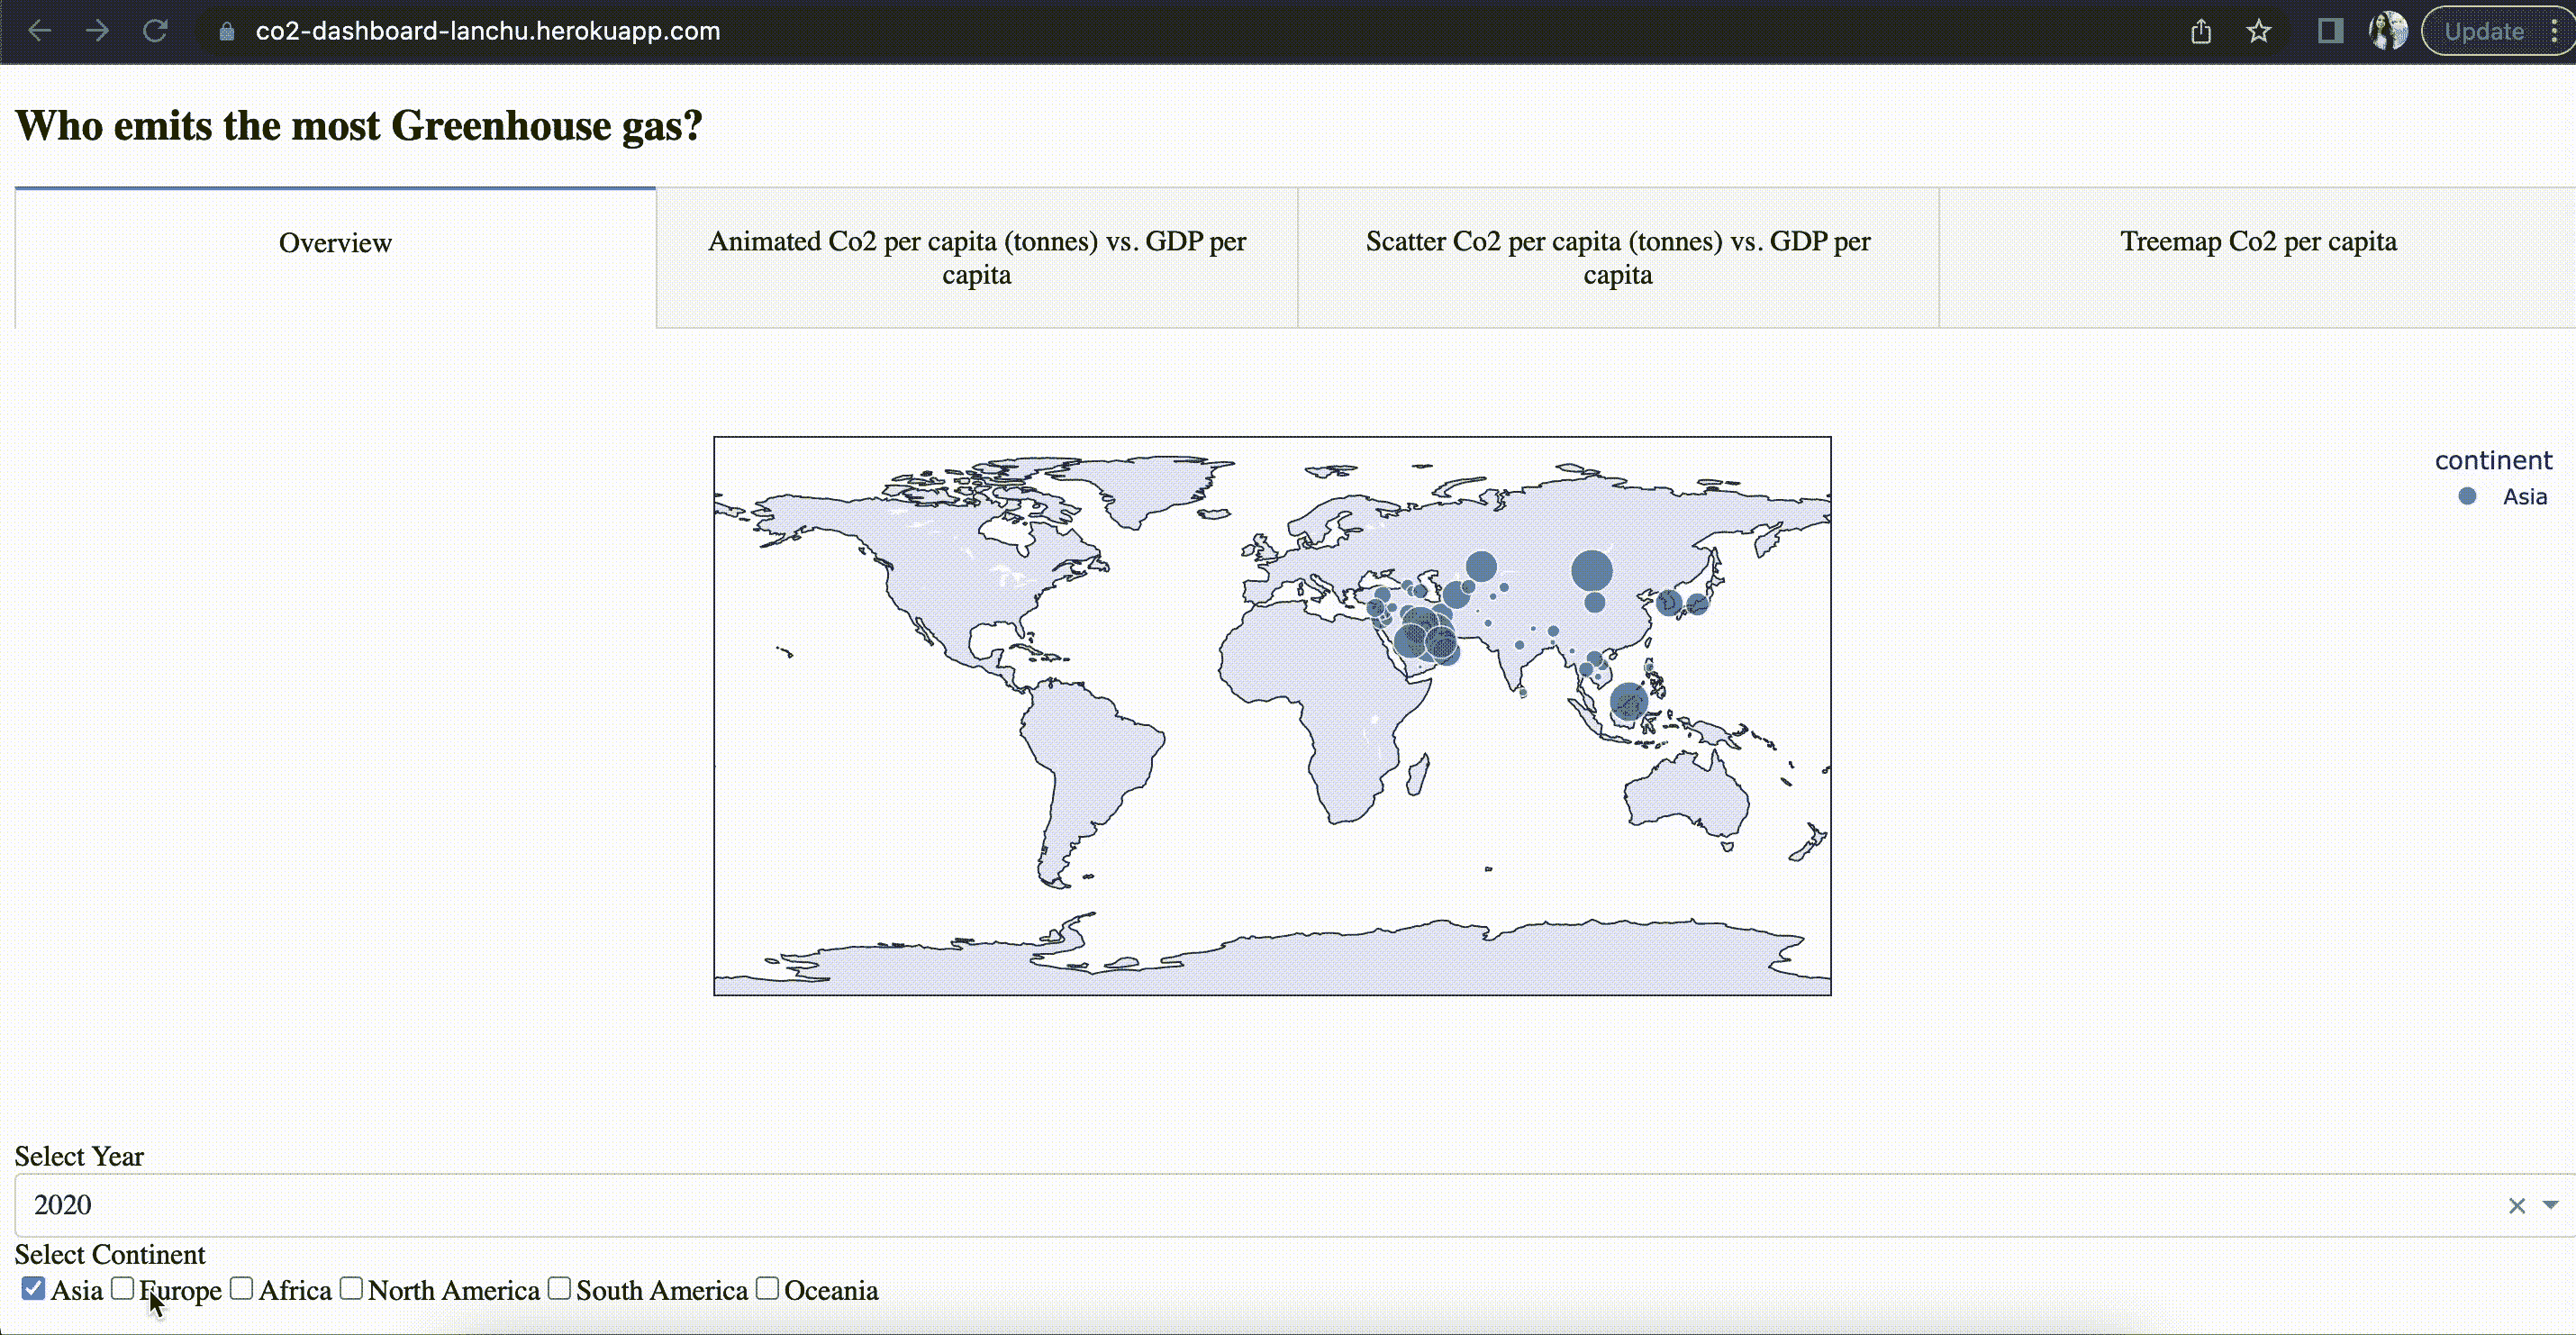 co2-dashboard-lanchu.herokuapp.com
Update
Who emits the most Greenhouse gas?
Overview
Animated Co2 per capita (tonnes) vs. GDP per
capita
Scatter Co2 per capita (tonnes) vs. GDP per
capita
Treemap Co2 per capita
continent
Asia
Select Year
2020
Select Continent
Asia Europe Africa North America South America Oceania